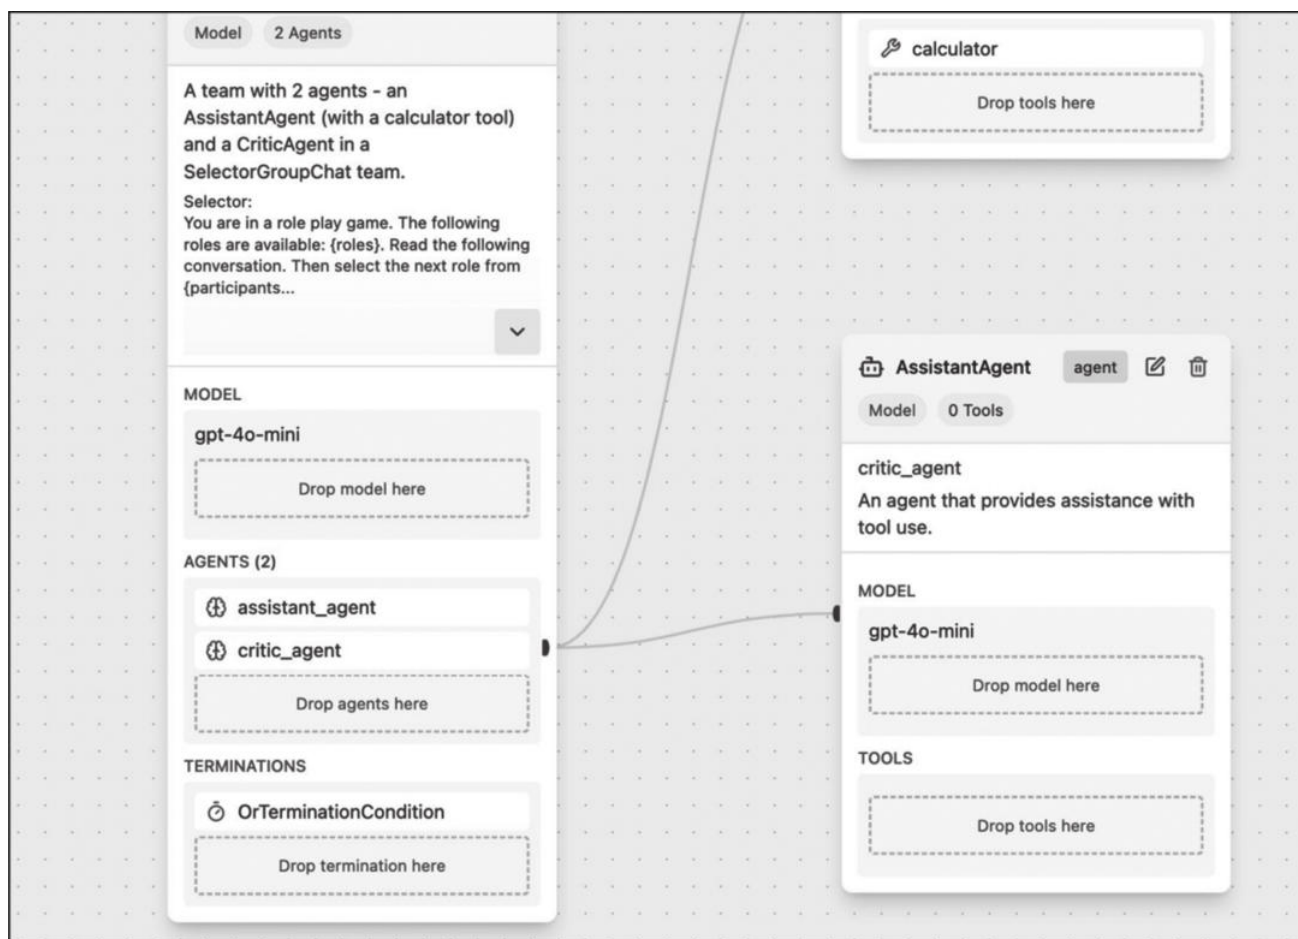 Model 2 Agents
A team with 2 agents - an
AssistantAgent (with a calculator tool)
and a CriticAgent in a
SelectorGroupChat team.
Selector:
You are in a role play game. The following
roles are available: {roles}. Read the following
conversation. Then select the next role from
{participants...
MODEL
gpt-4o-mini
Drop model here
AGENTS (2)
assistant_agent
critic_agent
Drop agents here
TERMINATIONS
OrTerminationCondition
Drop termination here
calculator
Drop tools here
AssistantAgent agent
Model 0 Tools
critic_agent
An agent that provides assistance with
tool use.
MODEL
gpt-4o-mini
Drop model here
TOOLS
Drop tools here